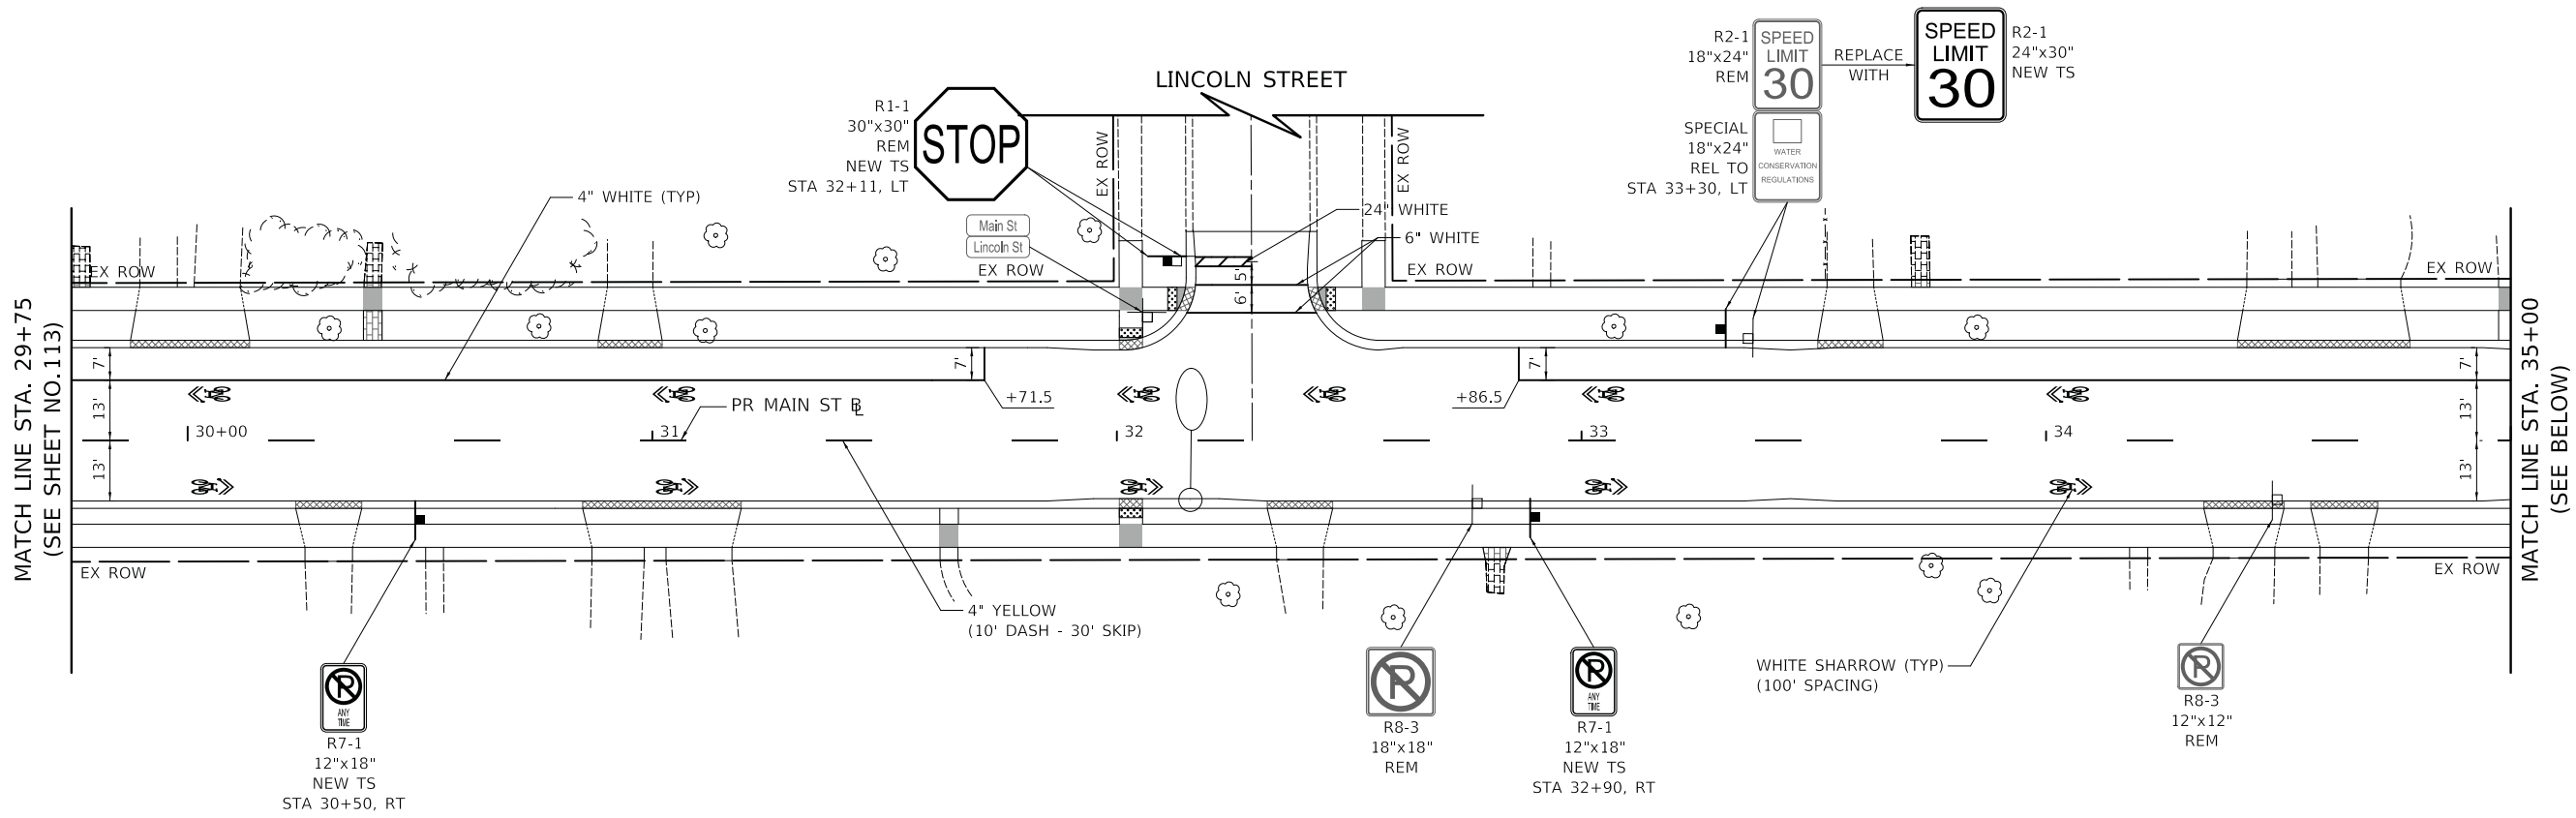 LINCOLN STREET
R1-1
30"x30"
REM
NEW TS
STA 32+11, LT
STOP
Main St
Lincoln St
EX ROW
EX ROW
R2-1
18"x24"
REM
SPEED
LIMIT
30
REPLACE
WITH
SPEED
LIMIT
30
R2-1
24"x30"
NEW TS
SPECIAL
18"x24"
REL TO
STA 33+30, LT
WATER
CONSERVATION
REGULATIONS
4" WHITE (TYP)
24" WHITE
6" WHITE
EX ROW
EX ROW
EX ROW
EX ROW
5'
6'
MATCH LINE STA. 29+75
(SEE SHEET NO.113)
7'
13'
13'
7'
+71.5
7'
+86.5
7'
13'
13'
MATCH LINE STA. 35+00
(SEE BELOW)
PR MAIN ST BL
30+00
31
32
33
34
EX ROW
EX ROW
4" YELLOW
(10' DASH - 30' SKIP)
WHITE SHARROW (TYP)
(100' SPACING)
P
ANY
TIME
R7-1
12"x18"
NEW TS
STA 30+50, RT
P
R8-3
18"x18"
REM
P
ANY
TIME
R7-1
12"x18"
NEW TS
STA 32+90, RT
P
R8-3
12"x12"
REM